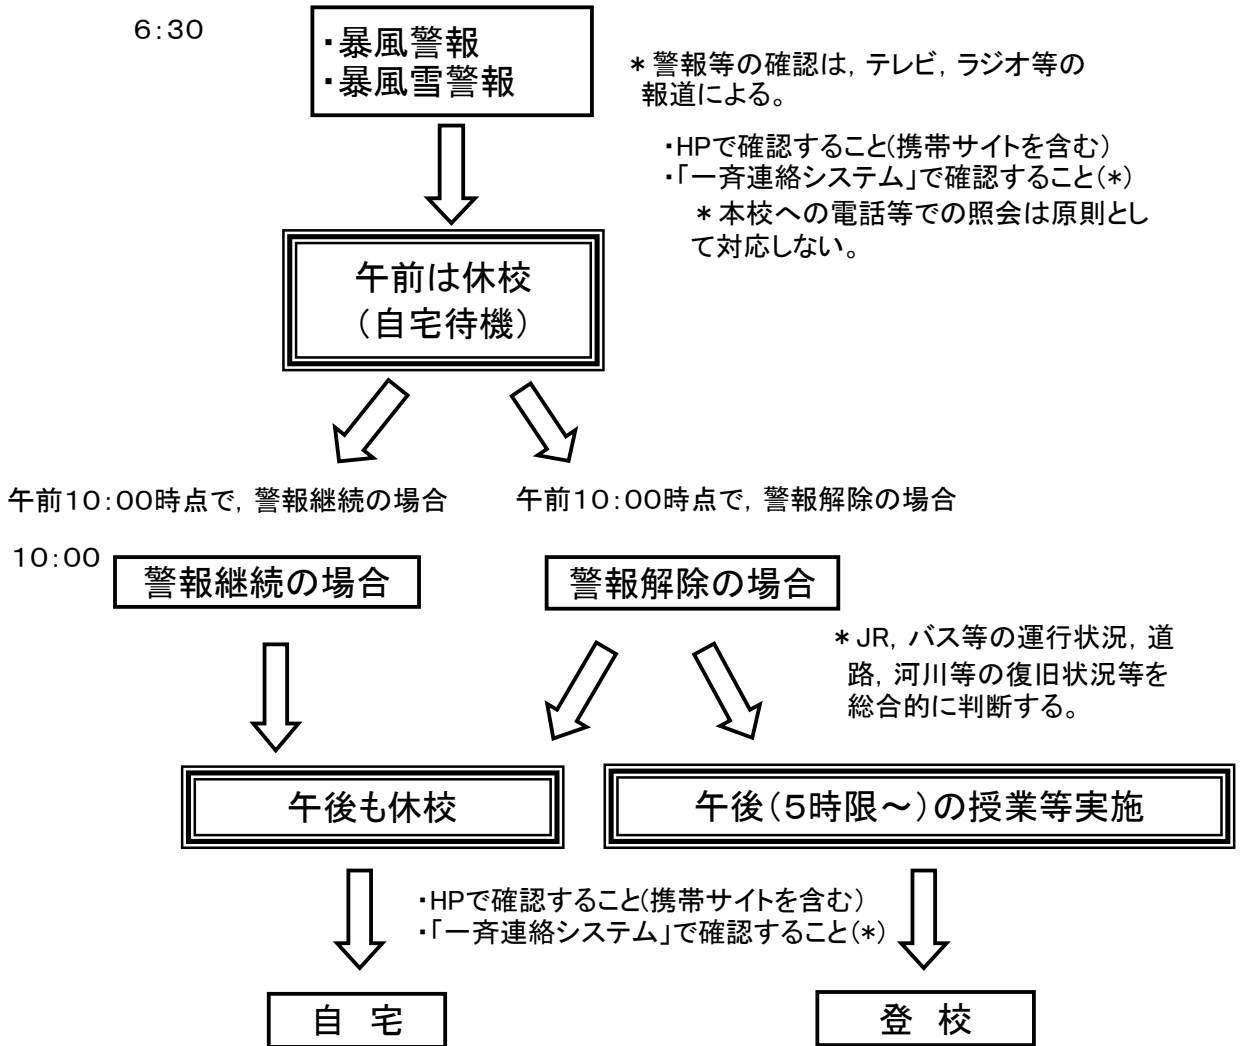 6:30
・暴風警報
・暴風雪警報
＊警報等の確認は，テレビ，ラジオ等の
報道による。
・HPで確認すること(携帯サイトを含む)
・「一斉連絡システム」で確認すること(*)
＊本校への電話等での照会は原則とし
て対応しない。
午前は休校
（自宅待機）
午前10:00時点で，警報継続の場合
午前10:00時点で，警報解除の場合
10:00
警報継続の場合
警報解除の場合
＊JR，バス等の運行状況，道
路，河川等の復旧状況等を
総合的に判断する。
午後も休校
午後（5時限～）の授業等実施
・HPで確認すること(携帯サイトを含む)
・「一斉連絡システム」で確認すること(*)
自　宅
登　校